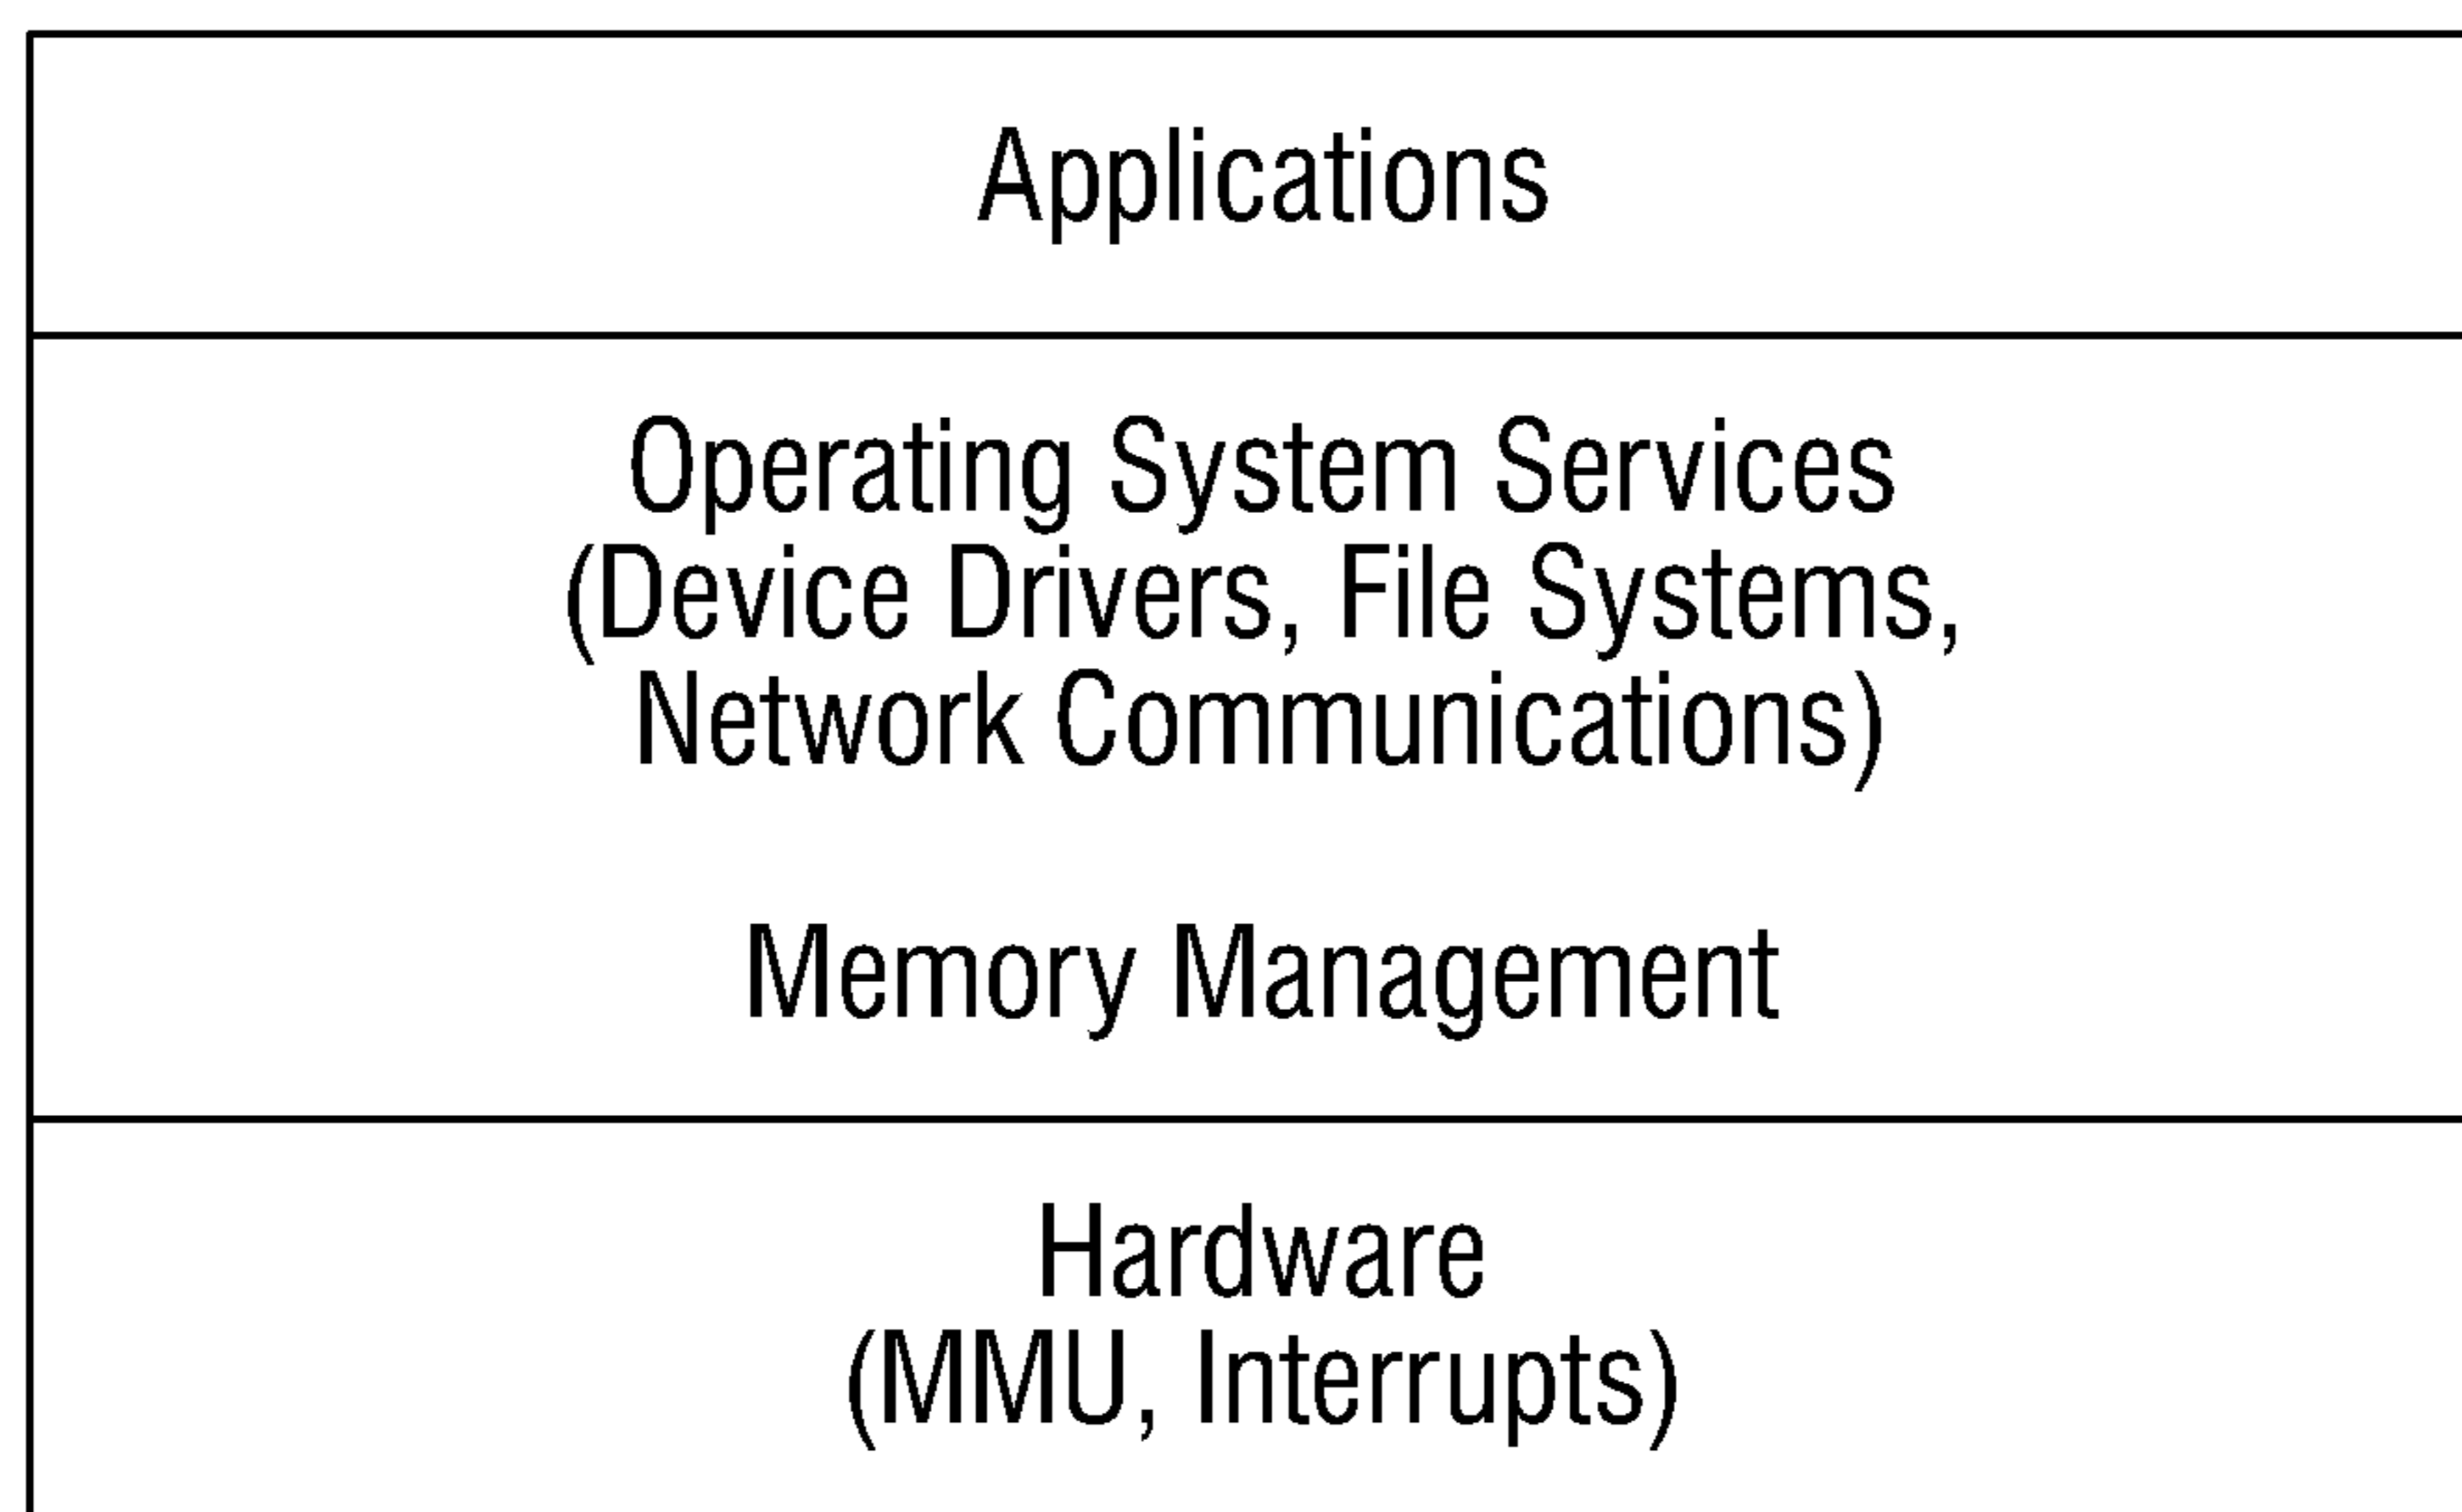 Applications
Operating System Services
(Device Drivers, File Systems,
Network Communications)
Memory Management
Hardware
(MMU, Interrupts)